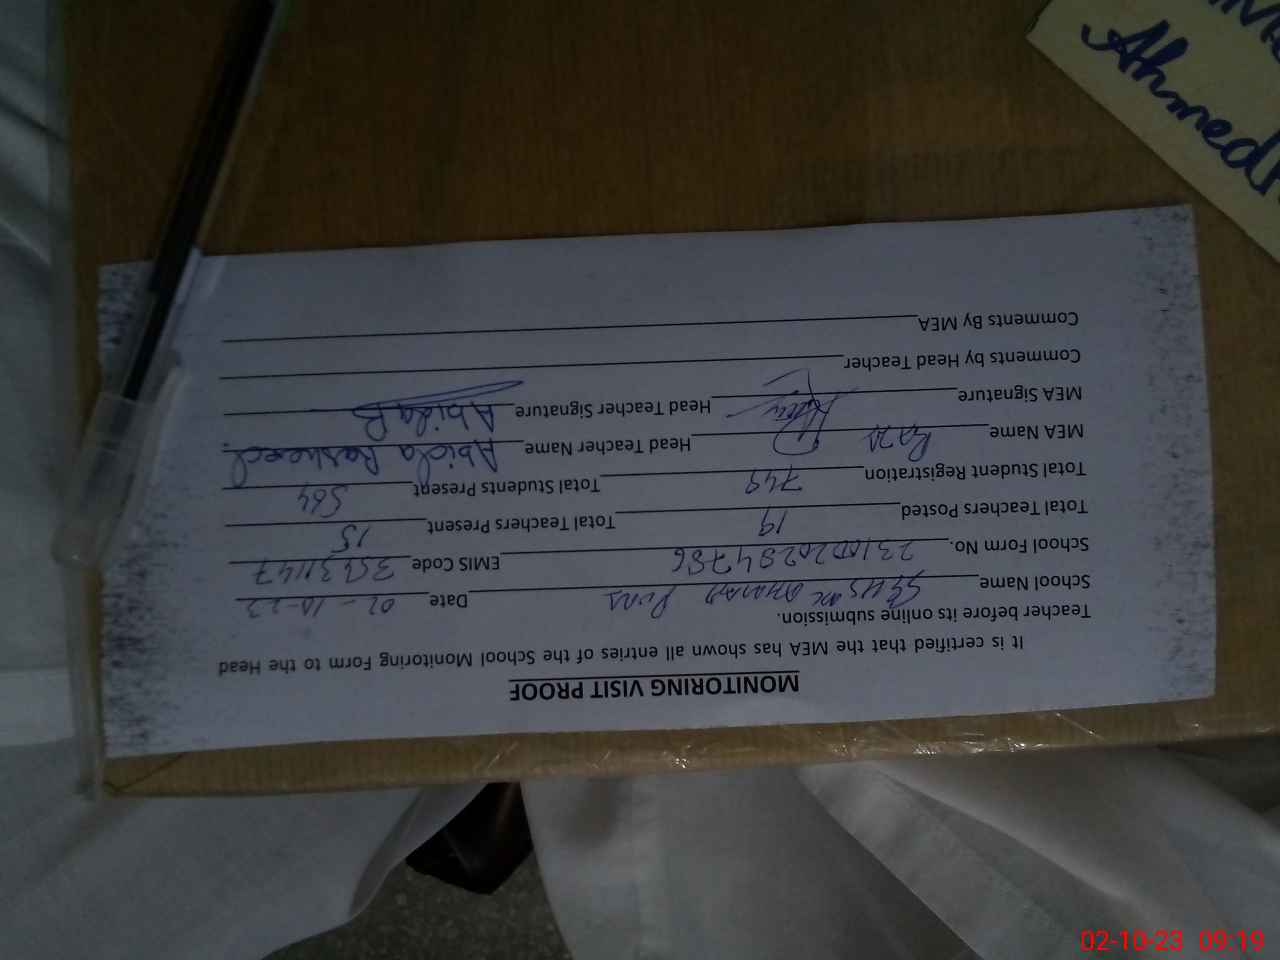 MONITORING VISIT PROOF
It is certified that the MEA has shown all entries of the School Monitoring Form to the Head
Teacher before its online submission.
School Name Date 02-10-23
School Form No. EMIS Code
Total Teachers Posted 19 Total Teachers Present 15
Total Student Registration 749 Total Students Present 564
MEA Name Head Teacher Name Abida Rasheed
MEA Signature Head Teacher Signature Abida R
Comments by Head Teacher
Comments By MEA
Ahmed
02-10-23 09:19